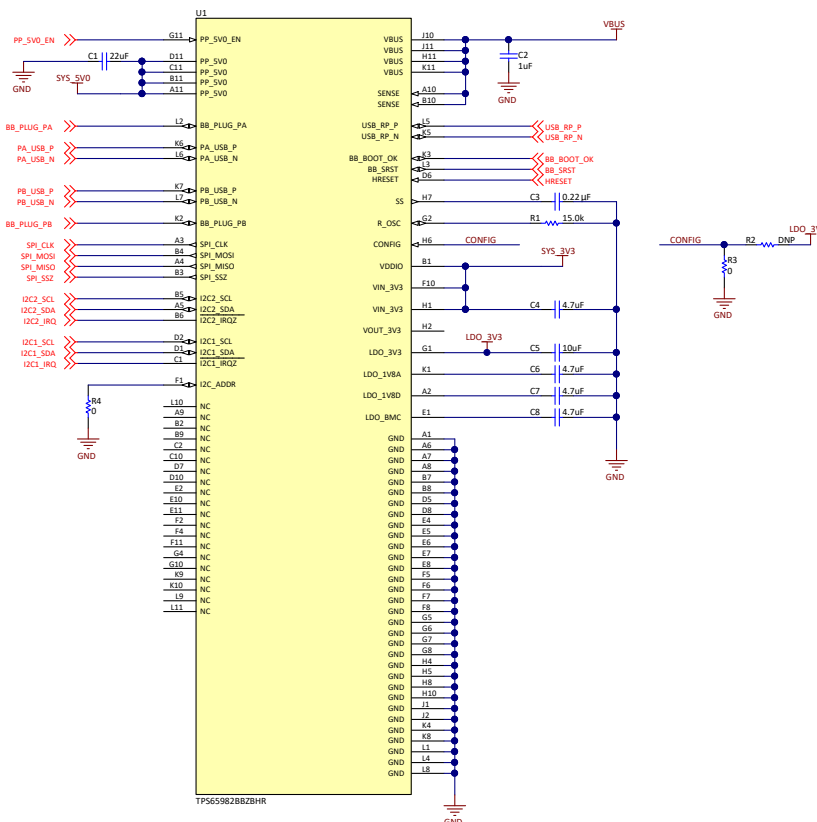 U1
VBUS
PP_5V0_EN G11 PP_5V0_EN VBUS J10
VBUS J11
C1 22uF D11 PP_5V0 VBUS H11 C2
C11 PP_5V0 VBUS K11 1uF
SYS_5V0 B11 PP_5V0
GND A11 PP_5V0 SENSE A10 GND
SENSE B10
BB_PLUG_PA L2 BB_PLUG_PA USB_RP_P L5 USB_RP_P
USB_RP_N K5 USB_RP_N
PA_USB_P K6 PA_USB_P
PA_USB_N L6 PA_USB_N BB_BOOT_OK K3 BB_BOOT_OK
BB_SRST L3 BB_SRST
HRESET D6 HRESET
PB_USB_P K7 PB_USB_P
PB_USB_N L7 PB_USB_N SS H7 C3 0.22 µF
BB_PLUG_PB K2 BB_PLUG_PB R_OSC G2 R1 15.0k
SPI_CLK A3 SPI_CLK CONFIG H6 CONFIG CONFIG R2 DNP LDO_3V
SPI_MOSI B4 SPI_MOSI SYS_3V3
SPI_MISO A4 SPI_MISO VDDIO B1 R3
SPI_SSZ B3 SPI_SSZ 0
VIN_3V3 F10
I2C2_SCL B5 I2C2_SCL GND
I2C2_SDA A5 I2C2_SDA VIN_3V3 H1 C4 4.7uF
I2C2_IRQ B6 I2C2_IRQZ
VOUT_3V3 H2
I2C1_SCL D2 I2C1_SCL LDO_3V3
I2C1_SDA D1 I2C1_SDA LDO_3V3 G1 C5 10uF
I2C1_IRQ C1 I2C1_IRQZ
LDO_1V8A K1 C6 4.7uF
F1 I2C_ADDR
LDO_1V8D A2 C7 4.7uF
R4
0
L10 NC
A9 NC LDO_BMC E1 C8 4.7uF
B2 NC
B9 NC GND A1
GND
C2 NC GND A6
C10 NC GND A7
GND
D7 NC GND A8
D10 NC GND B7
E2 NC GND B8
E10 NC GND D5
E11 NC GND D8
F2 NC GND E4
F4 NC GND E5
F11 NC GND E6
G4 NC GND E7
G10 NC GND E8
K9 NC GND F5
K10 NC GND F6
L9 NC GND F7
L11 NC GND F8
GND G5
GND G6
GND G7
GND G8
GND H4
GND H5
GND H8
GND H10
GND J1
GND J2
GND K4
GND K8
GND L1
GND L4
GND L8
TPS65982BBZBHR
GND